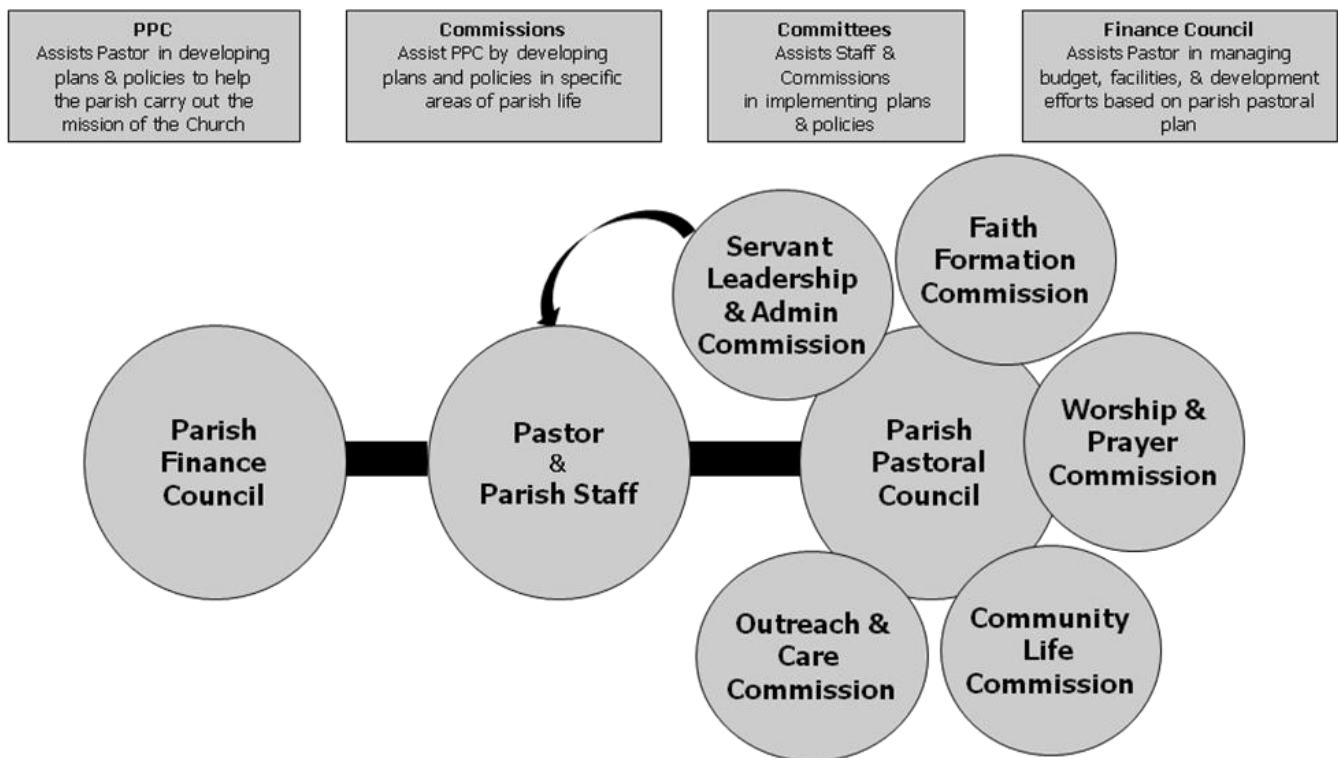 PPC
Assists Pastor in developing
plans & policies to help
the parish carry out the
mission of the Church
Commissions
Assist PPC by developing
plans and policies in specific
areas of parish life
Committees
Assists Staff &
Commissions
in implementing plans
& policies
Finance Council
Assists Pastor in managing
budget, facilities, & development
efforts based on parish pastoral
plan
Servant
Leadership
& Admin
Commission
Faith
Formation
Commission
Parish
Finance
Council
Pastor
&
Parish Staff
Parish
Pastoral
Council
Worship &
Prayer
Commission
Outreach &
Care
Commission
Community
Life
Commission